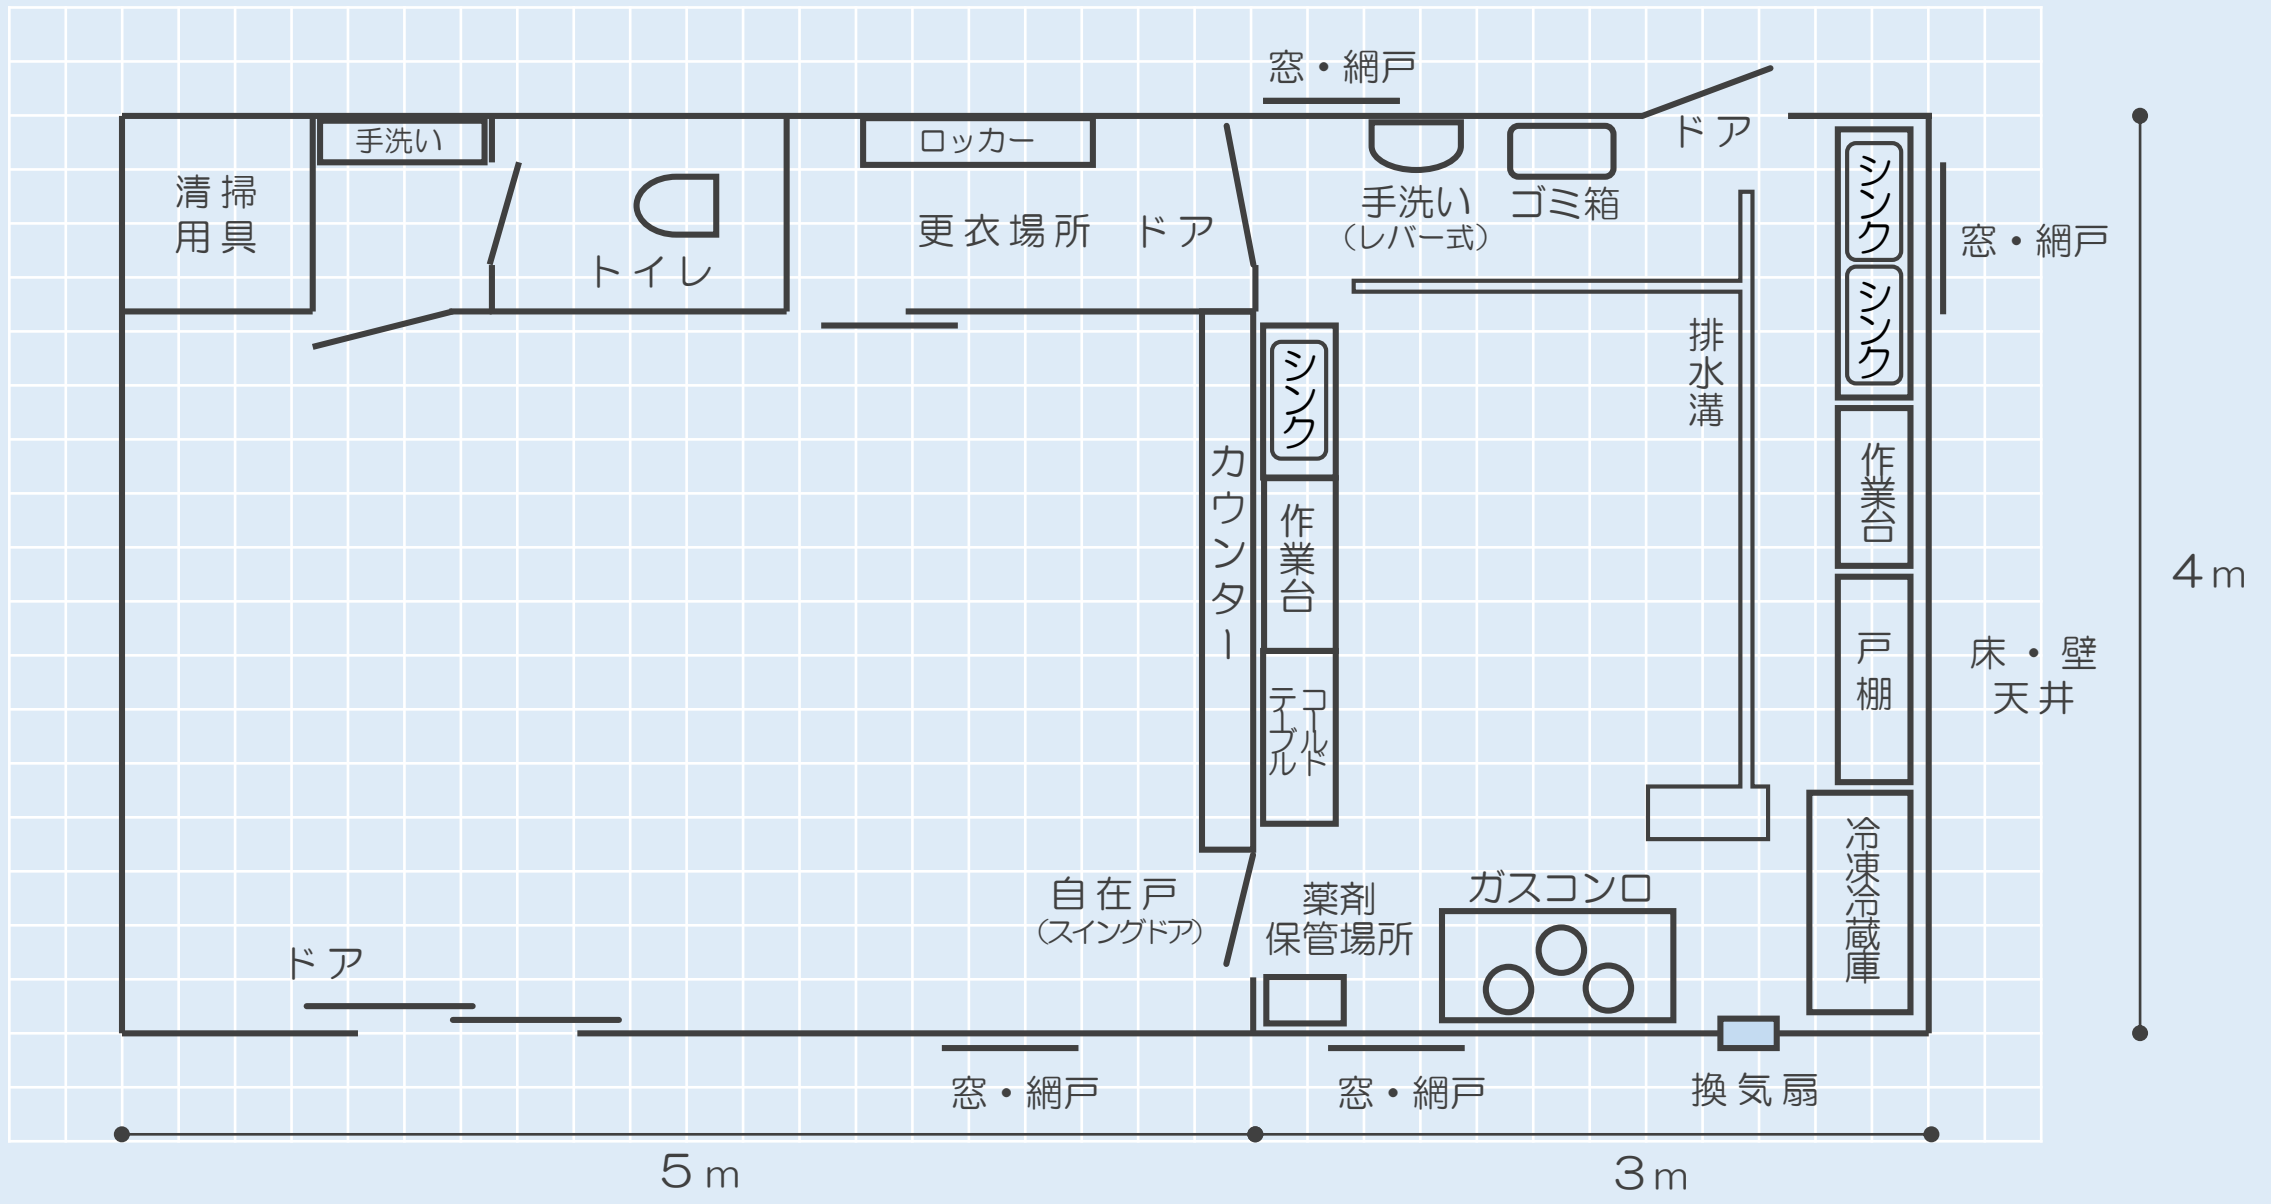 窓・網戸
手洗い
ロッカー
ドア
清掃
用具
トイレ
更衣場所
ドア
手洗い
（レバー式）
ゴミ箱
シンク
シンク
窓・網戸
排水溝
シンク
カウンター
作業台
作業台
コールド
テーブル
戸棚
4m
床・壁
天井
冷凍冷蔵庫
自在戸
（スイングドア）
薬剤
保管場所
ガスコンロ
ドア
窓・網戸
窓・網戸
換気扇
5m
3m